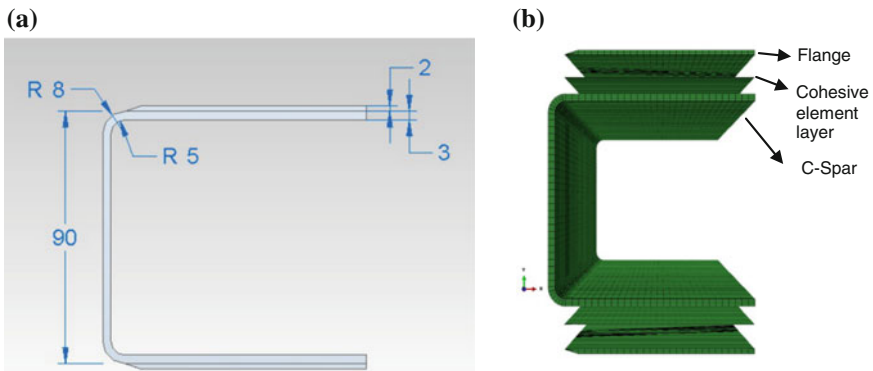 (a)
R 8
R 5
2
3
90
(b)
Flange
Cohesive
element
layer
C-Spar
Y
X